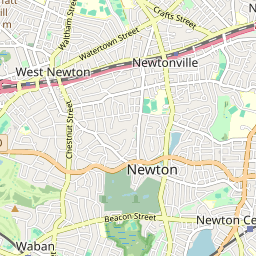 Waltham Street
Crafts Street
Watertown Street
Newtonville
West Newton
Chestnut Street
Newton
Beacon Street
Newton Ce
Waban
m
N